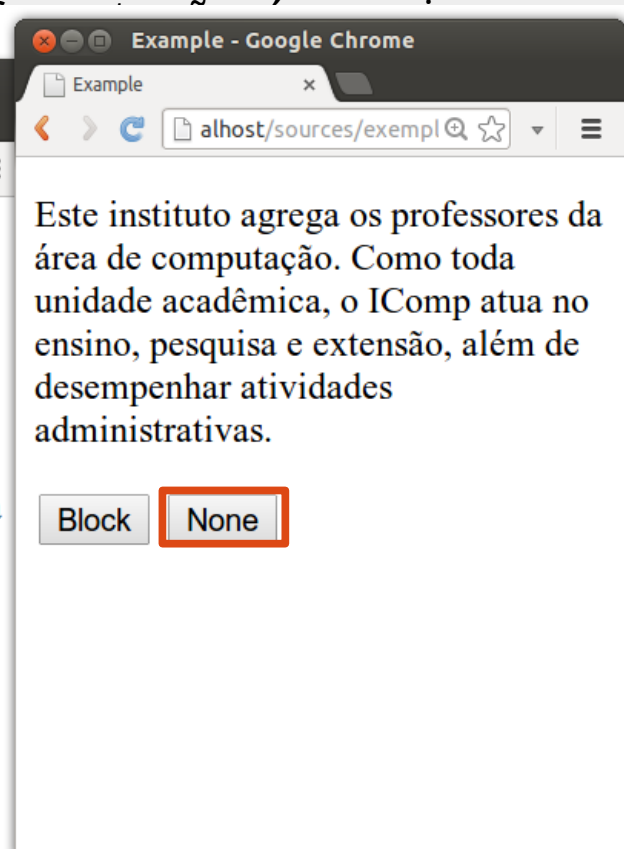 Example - Google Chrome
Example
alhost/sources/exempl
Este instituto agrega os professores da
área de computação. Como toda
unidade acadêmica, o IComp atua no
ensino, pesquisa e extensão, além de
desempenhar atividades
administrativas.
Block None